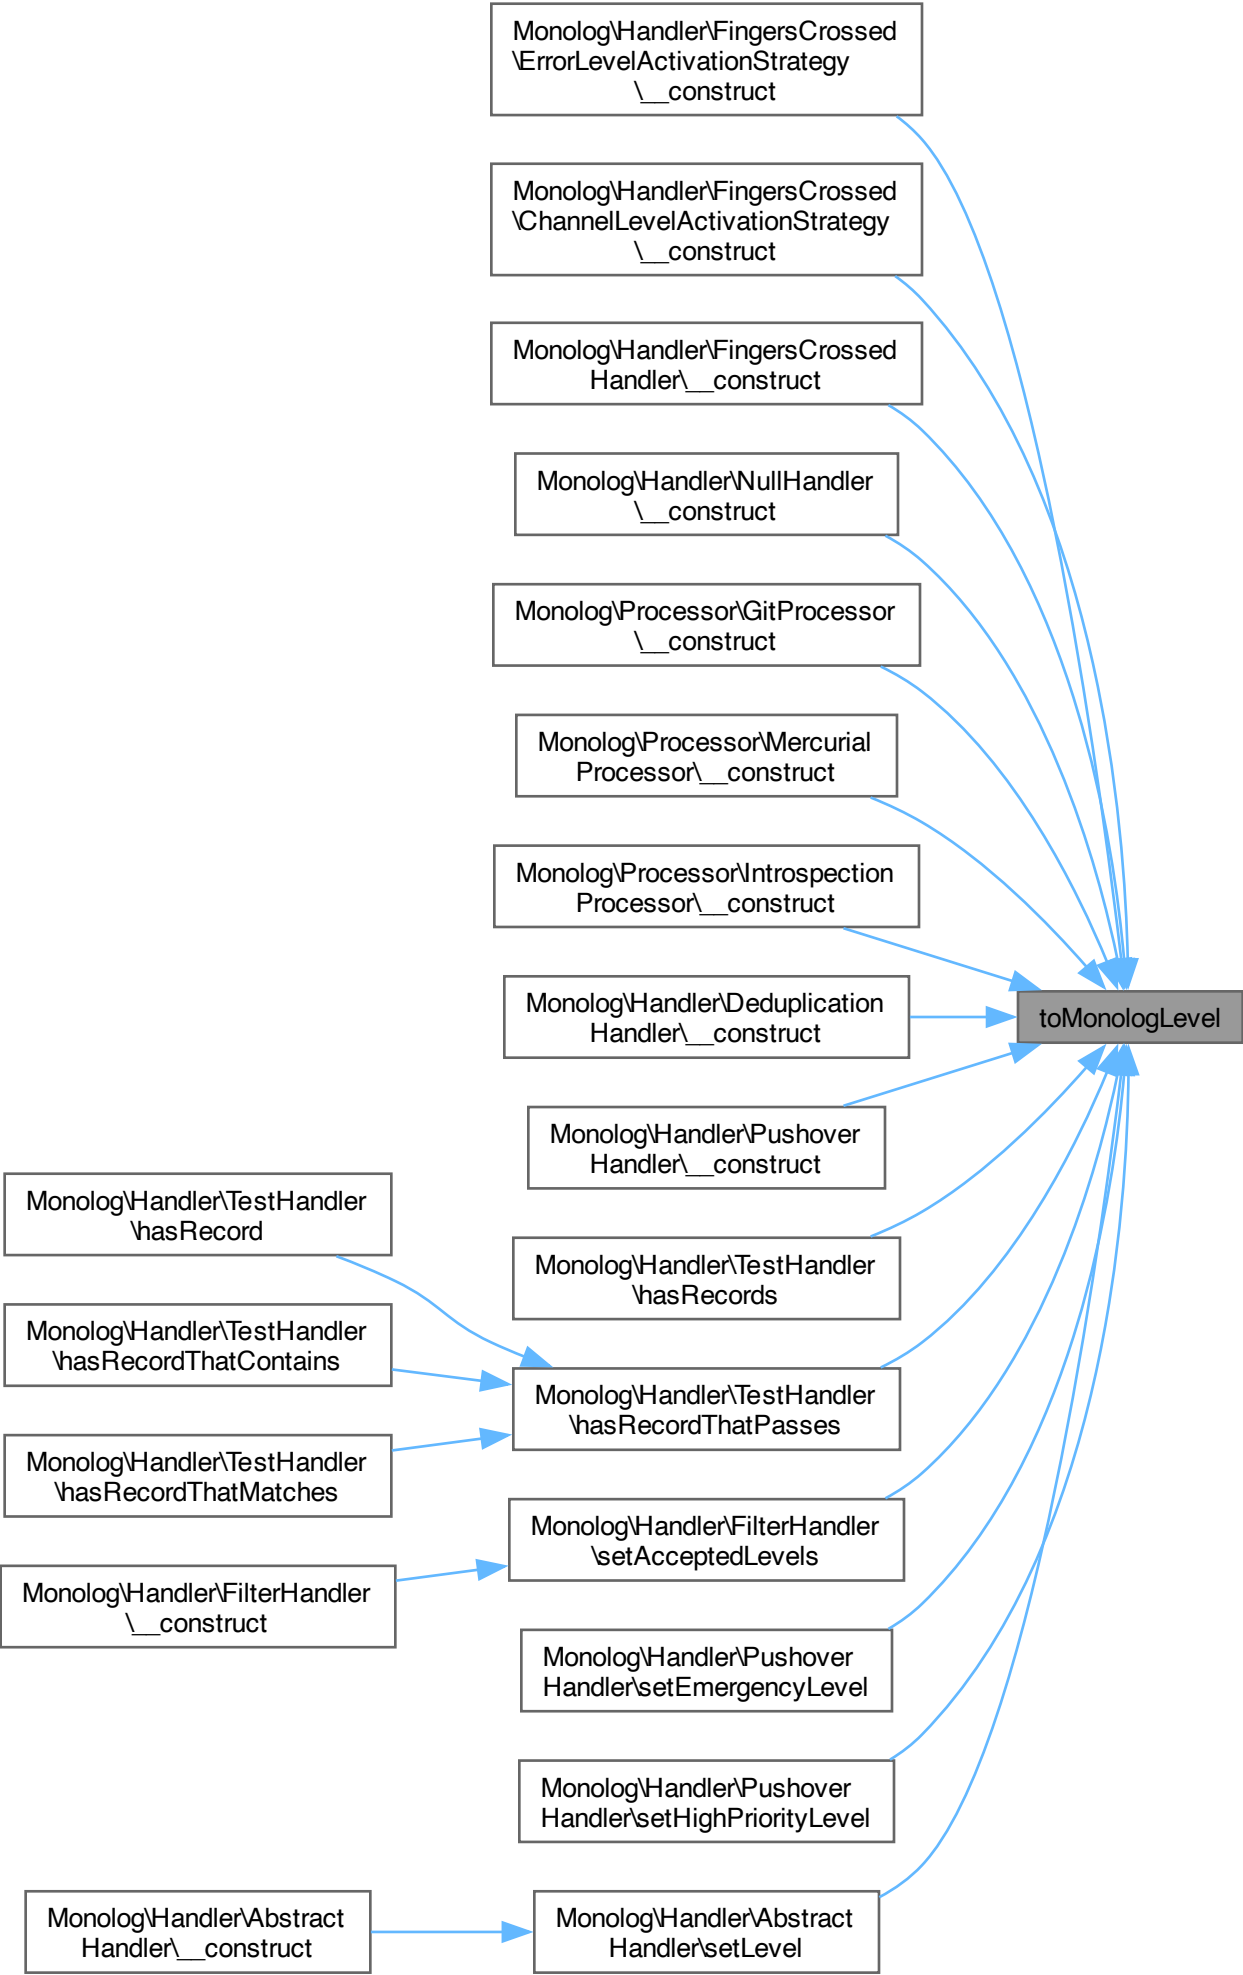 Monolog\Handler\FingersCrossed
\ErrorLevelActivationStrategy
\__construct
Monolog\Handler\FingersCrossed
\ChannelLevelActivationStrategy
\__construct
Monolog\Handler\FingersCrossed
Handler\__construct
Monolog\Handler\NullHandler
\__construct
Monolog\Processor\GitProcessor
\__construct
Monolog\Processor\Mercurial
Processor\__construct
Monolog\Processor\Introspection
Processor\__construct
Monolog\Handler\Deduplication
Handler\__construct
toMonologLevel
Monolog\Handler\Pushover
Handler\__construct
Monolog\Handler\TestHandler
\hasRecord
Monolog\Handler\TestHandler
\hasRecords
Monolog\Handler\TestHandler
\hasRecordThatContains
Monolog\Handler\TestHandler
\hasRecordThatPasses
Monolog\Handler\TestHandler
\hasRecordThatMatches
Monolog\Handler\FilterHandler
\setAcceptedLevels
Monolog\Handler\FilterHandler
\__construct
Monolog\Handler\Pushover
Handler\setEmergencyLevel
Monolog\Handler\Pushover
Handler\setHighPriorityLevel
Monolog\Handler\Abstract
Handler\__construct
Monolog\Handler\Abstract
Handler\setLevel